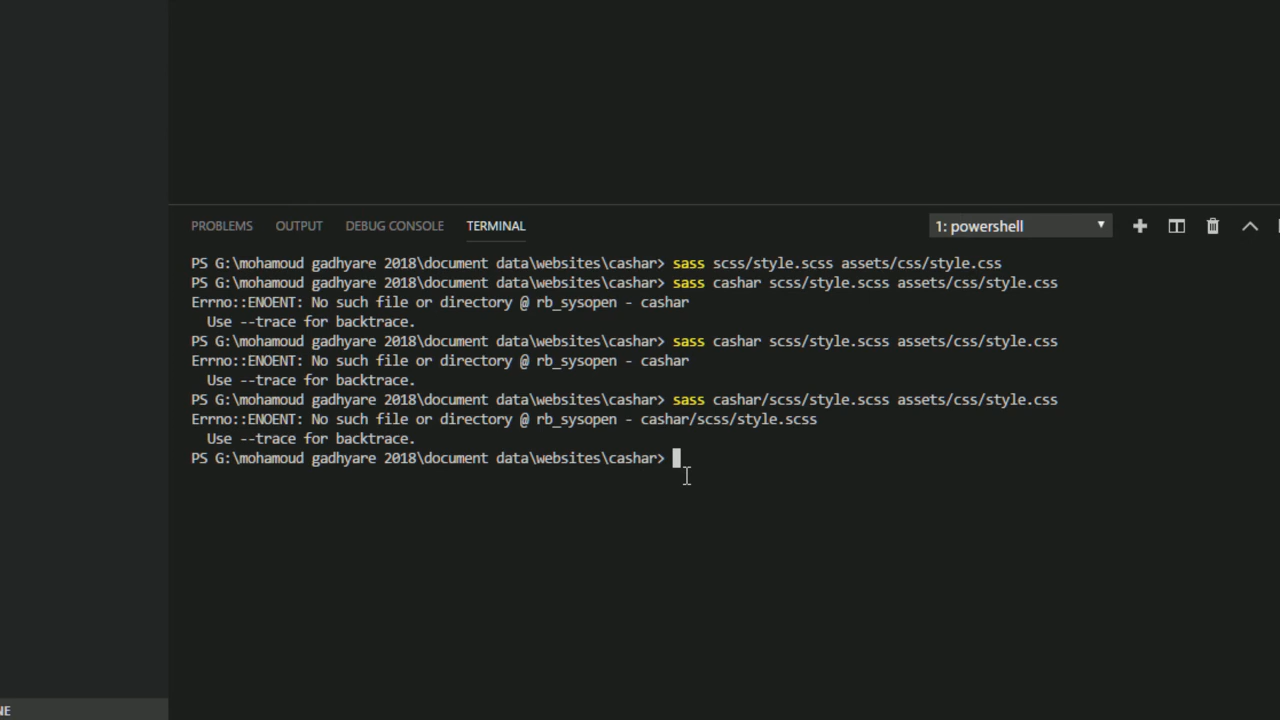 PROBLEMS OUTPUT DEBUG CONSOLE TERMINAL 1: powershell
PS G:\mohamoud gadhyare 2018\document data\websites\cashar> sass scss/style.scss assets/css/style.css
PS G:\mohamoud gadhyare 2018\document data\websites\cashar> sass cashar scss/style.scss assets/css/style.css
Errno::ENOENT: No such file or directory @ rb_sysopen - cashar
Use --trace for backtrace.
PS G:\mohamoud gadhyare 2018\document data\websites\cashar> sass cashar scss/style.scss assets/css/style.css
Errno::ENOENT: No such file or directory @ rb_sysopen - cashar
Use --trace for backtrace.
PS G:\mohamoud gadhyare 2018\document data\websites\cashar> sass cashar/scss/style.scss assets/css/style.css
Errno::ENOENT: No such file or directory @ rb_sysopen - cashar/scss/style.scss
Use --trace for backtrace.
PS G:\mohamoud gadhyare 2018\document data\websites\cashar>
NE